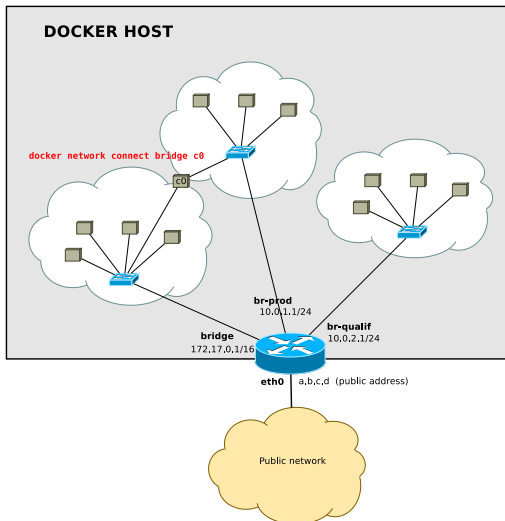 DOCKER HOST
docker network connect bridge c0
c0
br-prod
10.0.1.1/24
br-qualif
10.0.2.1/24
bridge
172.17.0.1/16
eth0 a,b,c,d (public address)
Public network